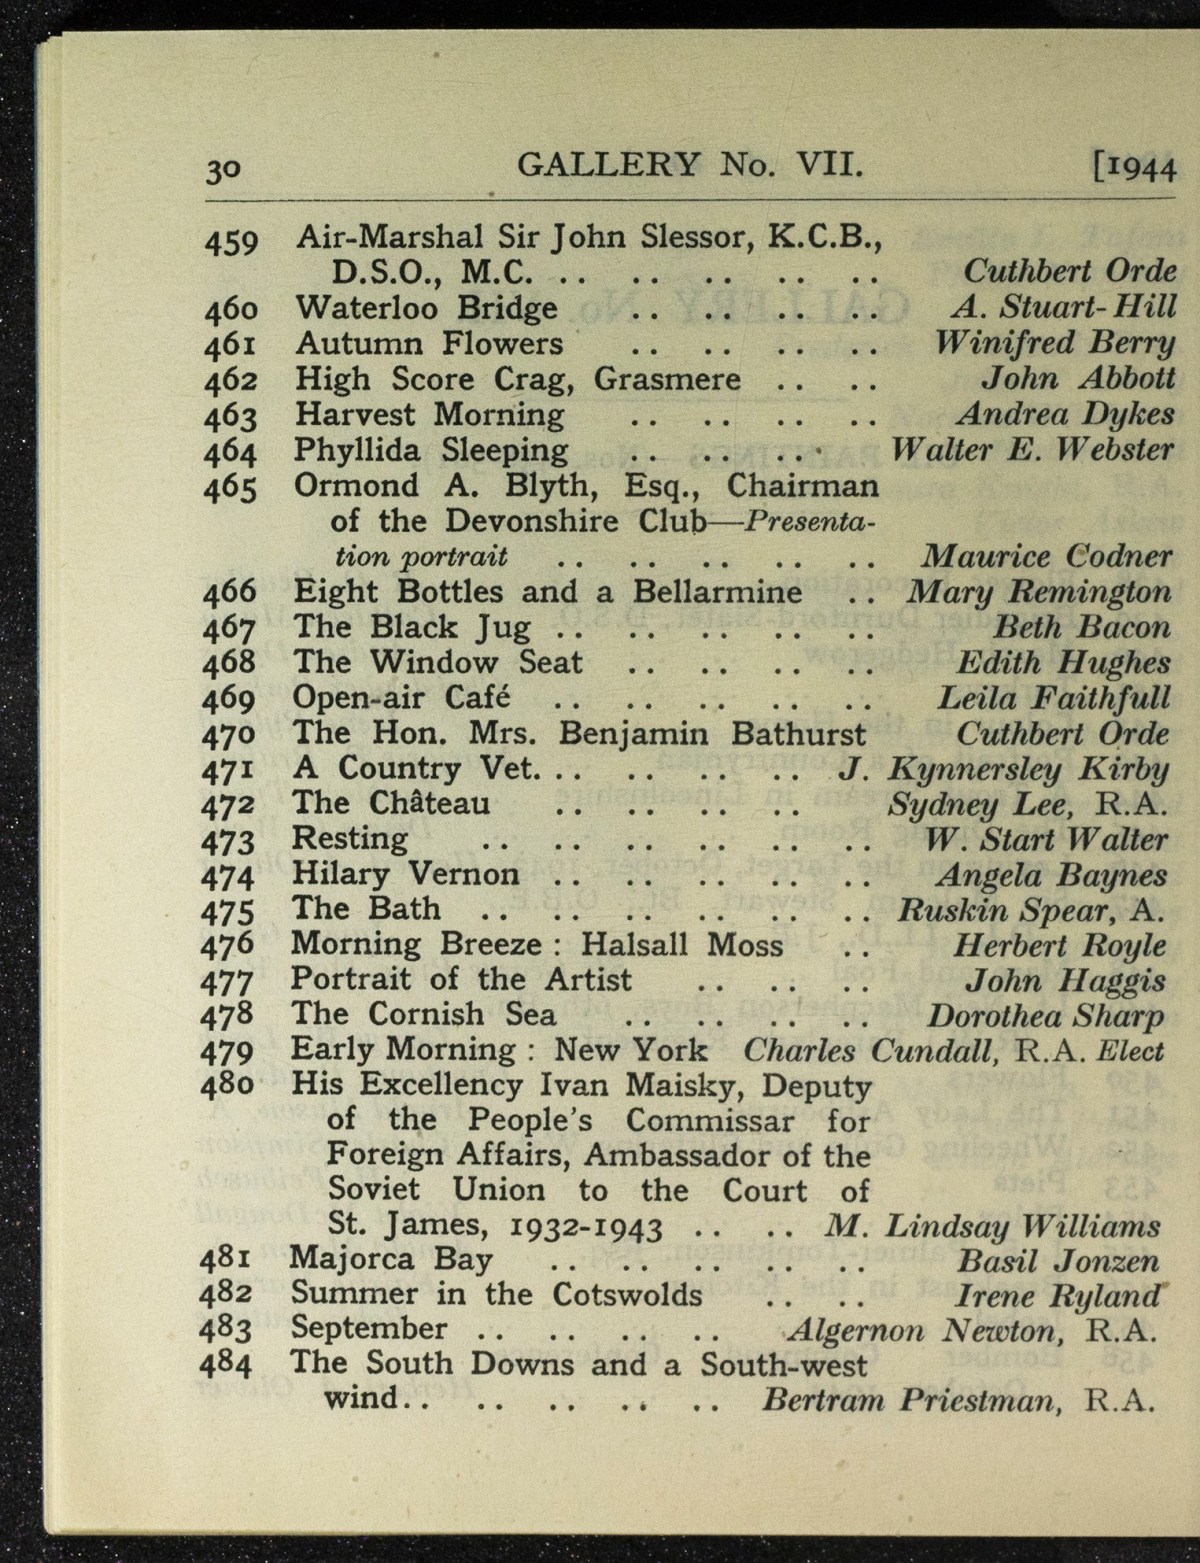 30 GALLERY No. VII. [1944
459 Air-Marshal Sir John Slessor, K.C.B.,
D.S.O., M.C. .. .. .. .. .. Cuthbert Orde
460 Waterloo Bridge .. .. .. .. A. Stuart-Hill
461 Autumn Flowers .. .. .. .. Winifred Berry
462 High Score Crag, Grasmere .. .. John Abbott
463 Harvest Morning .. .. .. .. Andrea Dykes
464 Phyllida Sleeping .. .. .. Walter E. Webster
465 Ormond A. Blyth, Esq., Chairman
of the Devonshire Club—Presenta-
tion portrait .. .. .. .. .. Maurice Codner
466 Eight Bottles and a Bellarmine .. Mary Remington
467 The Black Jug .. .. .. .. .. Beth Bacon
468 The Window Seat .. .. .. .. Edith Hughes
469 Open-air Café .. .. .. .. .. Leila Faithfull
470 The Hon. Mrs. Benjamin Bathurst Cuthbert Orde
471 A Country Vet. .. .. .. .. J. Kynnersley Kirby
472 The Château .. .. .. .. Sydney Lee, R.A.
473 Resting .. .. .. .. .. .. W. Start Walter
474 Hilary Vernon .. .. .. .. .. Angela Baynes
475 The Bath .. .. .. .. .. .. Ruskin Spear, A.
476 Morning Breeze : Halsall Moss .. Herbert Royle
477 Portrait of the Artist .. .. .. John Haggis
478 The Cornish Sea .. .. .. .. Dorothea Sharp
479 Early Morning : New York Charles Cundall, R.A. Elect
480 His Excellency Ivan Maisky, Deputy
of the People's Commissar for
Foreign Affairs, Ambassador of the
Soviet Union to the Court of
St. James, 1932-1943 .. .. M. Lindsay Williams
481 Majorca Bay .. .. .. .. .. Basil Jonzen
482 Summer in the Cotswolds .. .. Irene Ryland
483 September .. .. .. .. Algernon Newton, R.A.
484 The South Downs and a South-west
wind.. .. .. .. .. Bertram Priestman, R.A.